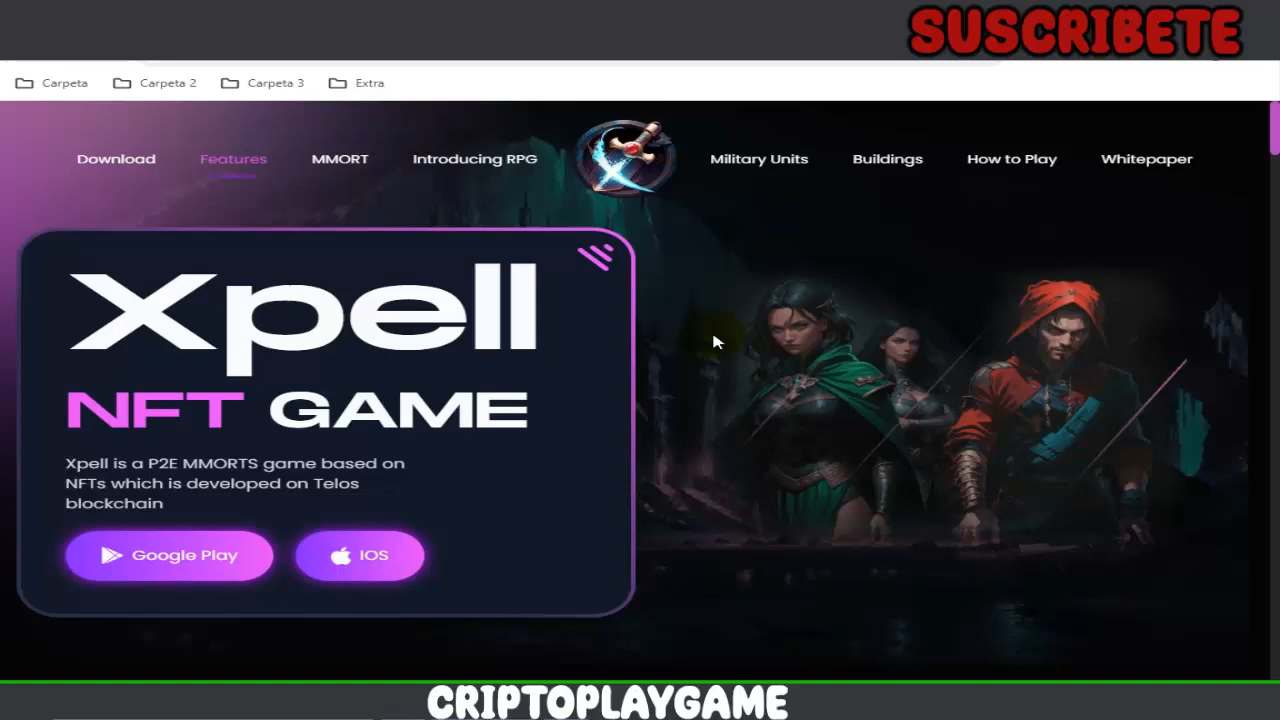 SUSCRIBETE
Carpeta Carpeta 2 Carpeta 3 Extra
Download Features MMORT Introducing RPG Military Units Buildings How to Play Whitepaper
Xpell
NFT GAME
Xpell is a P2E MMORTS game based on
NFTs which is developed on Telos
blockchain
Google Play IOS
CRIPTOPLAYGAME